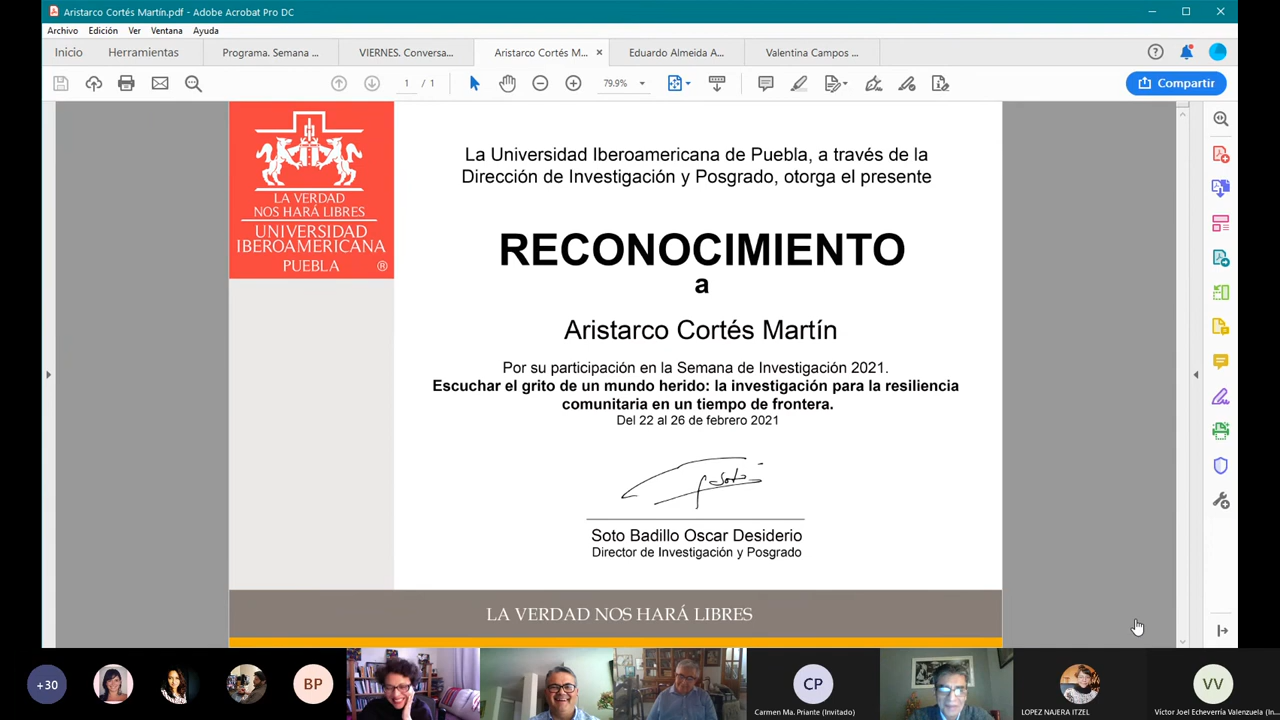 Aristarco Cortés Martín.pdf - Adobe Acrobat Pro DC
Archivo Edición Ver Ventana Ayuda
Inicio Herramientas Programa. Semana ... VIERNES. Conversa... Aristarco Cortés M... × Eduardo Almeida A... Valentina Campos ...
1 / 1 79.9% Compartir
LA VERDAD
NOS HARÁ LIBRES
UNIVERSIDAD
IBEROAMERICANA
PUEBLA ®
La Universidad Iberoamericana de Puebla, a través de la
Dirección de Investigación y Posgrado, otorga el presente
RECONOCIMIENTO
a
Aristarco Cortés Martín
Por su participación en la Semana de Investigación 2021.
Escuchar el grito de un mundo herido: la investigación para la resiliencia
comunitaria en un tiempo de frontera.
Del 22 al 26 de febrero 2021
Soto
Soto Badillo Oscar Desiderio
Director de Investigación y Posgrado
LA VERDAD NOS HARÁ LIBRES
+30 BP CP VV
Carmen Ma. Priante (Invitado) LOPEZ NAJERA ITZEL Víctor Joel Echeverría Valenzuela (In...